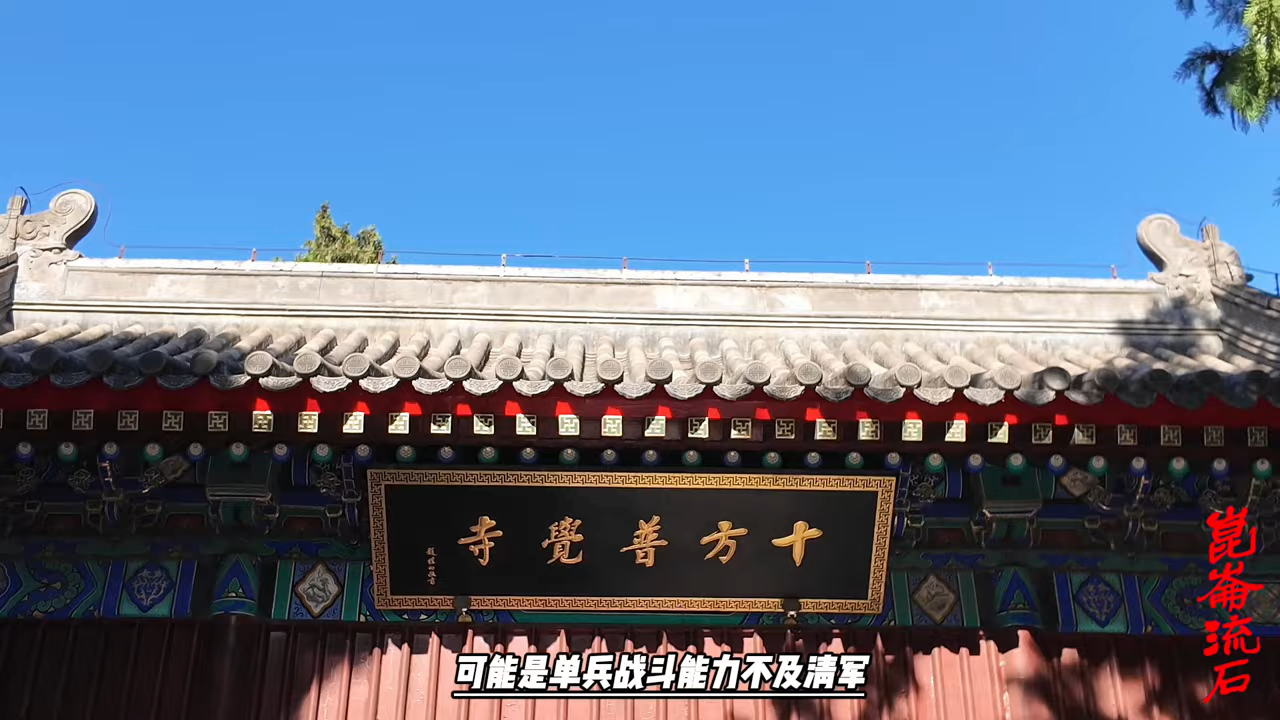 十方普覺寺
可能是单兵战斗能力不及清军
崑崙流石